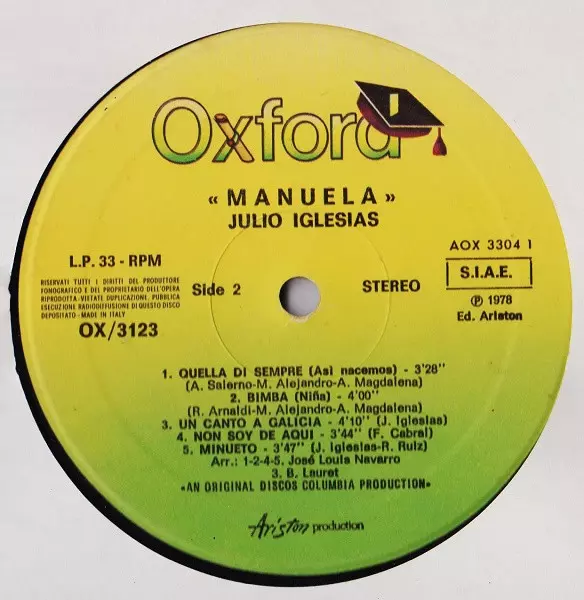 Oxford
« MANUELA »
JULIO IGLESIAS
L.P. 33 - RPM
RISERVATI TUTTI I DIRITTI DEL PRODUTTORE
FONOGRAFICO E DEL PROPRIETARIO DELL'OPERA
RIPRODOTTA - VIETATE DUPLICAZIONE, PUBBLICA
ESECUZIONE RADIODIFFUSIONE DI QUESTO DISCO
DEPOSITATO - MADE IN ITALY
OX/3123
Side 2
STEREO
AOX 3304 1
S.I.A.E.
℗ 1978
Ed. Ariston
1. QUELLA DI SEMPRE (Asi nacemos) - 3'28"
(A. Salerno-M. Alejandro-A. Magdalena)
2. BIMBA (Niña) - 4'00"
(R. Arnaldi-M. Alejandro-A. Magdalena)
3. UN CANTO A GALICIA - 4'10" (J. Iglesias)
4. NON SOY DE AQUI - 3'44" (F. Cabral)
5. MINUETO - 3'47" (J. Iglesias-R. Ruiz)
Arr.: 1-2-4-5. José Louis Navarro
3. B. Lauret
«AN ORIGINAL DISCOS COLUMBIA PRODUCTION»
Ariston production